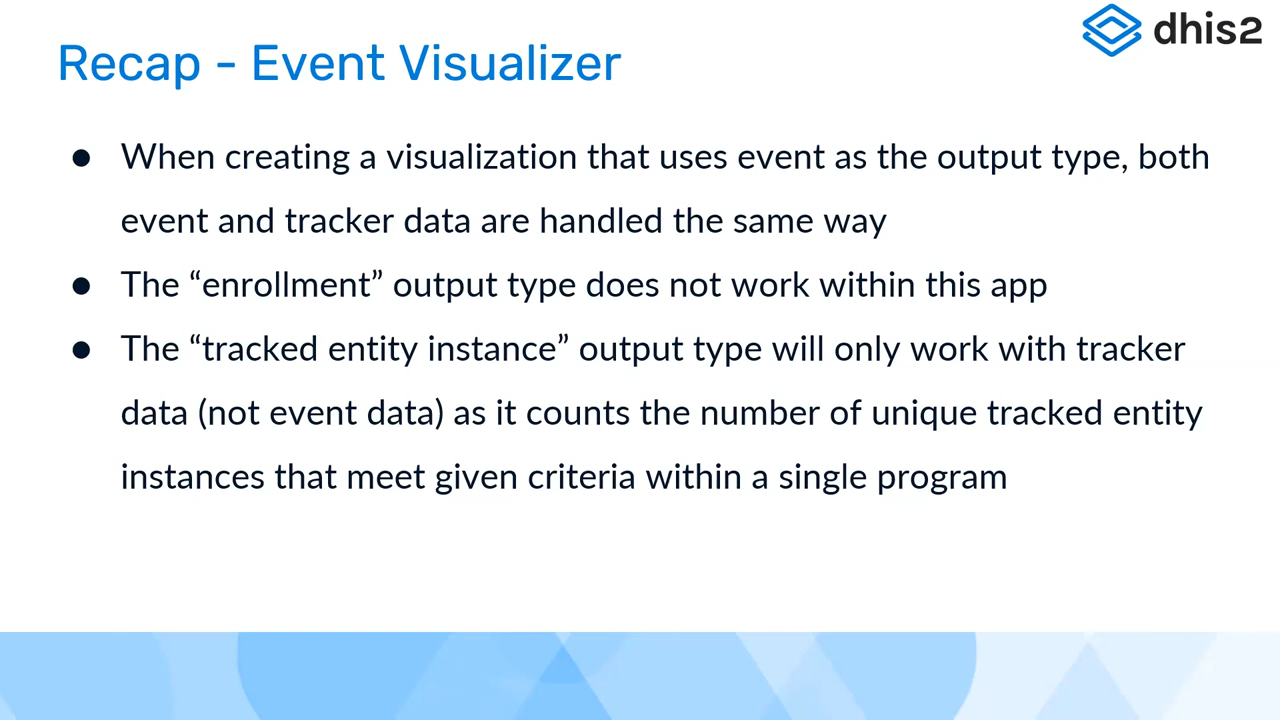 dhis2
Recap - Event Visualizer
● When creating a visualization that uses event as the output type, both
event and tracker data are handled the same way
● The “enrollment” output type does not work within this app
● The “tracked entity instance” output type will only work with tracker
data (not event data) as it counts the number of unique tracked entity
instances that meet given criteria within a single program